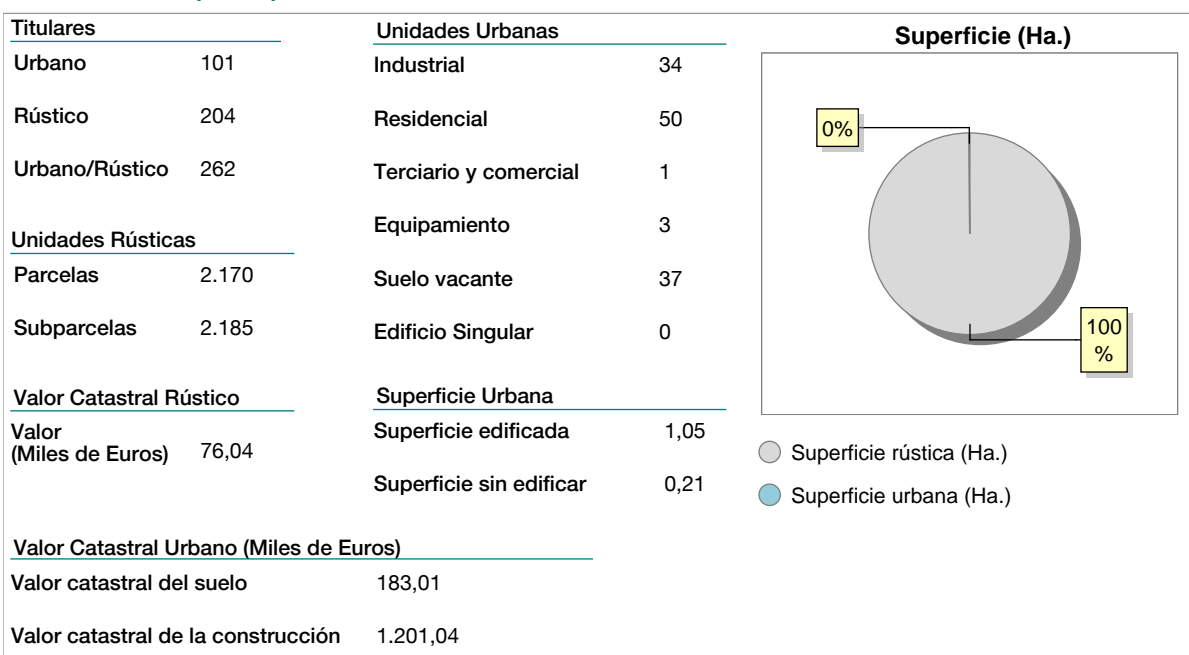 Titulares
Urbano 101
Rústico 204
Urbano/Rústico 262
Unidades Rústicas
Parcelas 2.170
Subparcelas 2.185
Valor Catastral Rústico
Valor
(Miles de Euros) 76,04
Unidades Urbanas
Industrial 34
Residencial 50
Terciario y comercial 1
Equipamiento 3
Suelo vacante 37
Edificio Singular 0
Superficie Urbana
Superficie edificada 1,05
Superficie sin edificar 0,21
Valor Catastral Urbano (Miles de Euros)
Valor catastral del suelo 183,01
Valor catastral de la construcción 1.201,04
Superficie (Ha.)
0%
100
%
Superficie rústica (Ha.)
Superficie urbana (Ha.)